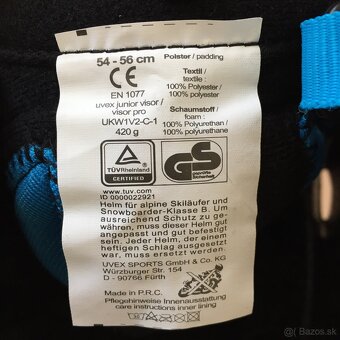 54 - 56 cm
CE
EN 1077
uvex junior visor /
visor pro
UKW1V2-C-1
420 g
Polster / padding
Textil /
textile :
100% Polyester/
100% polyester
Schaumstoff /
foam :
100% Polyurethan/
100% polyurethane
TÜVRheinland
CERTIFIED
GS
geprüfte
Sicherheit
www.tuv.com
ID 0000022921
Helm für alpine Skiläufer und
Snowboarder-Klasse B. Um
ausreichend Schutz zu ge-
währen, muss dieser Helm
gut angepasst und gut
befestigt sein. Ein Helm, der
einem heftigen Schlag
ausgesetzt war, muss
ersetzt werden.
UVEX SPORTS GmbH & Co. KG
Würzburger Str. 154
D - 90766 Fürth
Made in P.R.C.
Pflegehinweise Innenausstattung
care instructions inner lining
Bazos.sk